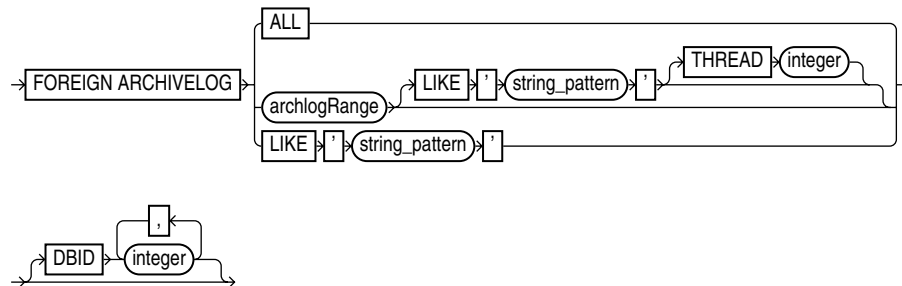 ALL
FOREIGN ARCHIVELOG
THREAD integer
LIKE ' string_pattern '
archlogRange
LIKE ' string_pattern '
,
DBID integer